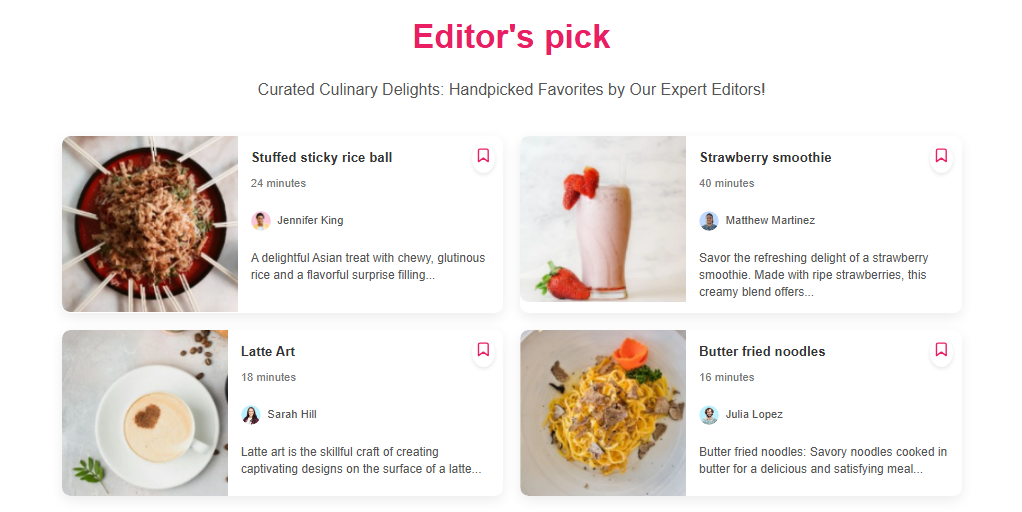 Editor's pick
Curated Culinary Delights: Handpicked Favorites by Our Expert Editors!
Stuffed sticky rice ball
24 minutes
Jennifer King
A delightful Asian treat with chewy, glutinous
rice and a flavorful surprise filling...
Strawberry smoothie
40 minutes
Matthew Martinez
Savor the refreshing delight of a strawberry
smoothie. Made with ripe strawberries, this
creamy blend offers...
Latte Art
18 minutes
Sarah Hill
Latte art is the skillful craft of creating
captivating designs on the surface of a latte...
Butter fried noodles
16 minutes
Julia Lopez
Butter fried noodles: Savory noodles cooked in
butter for a delicious and satisfying meal...